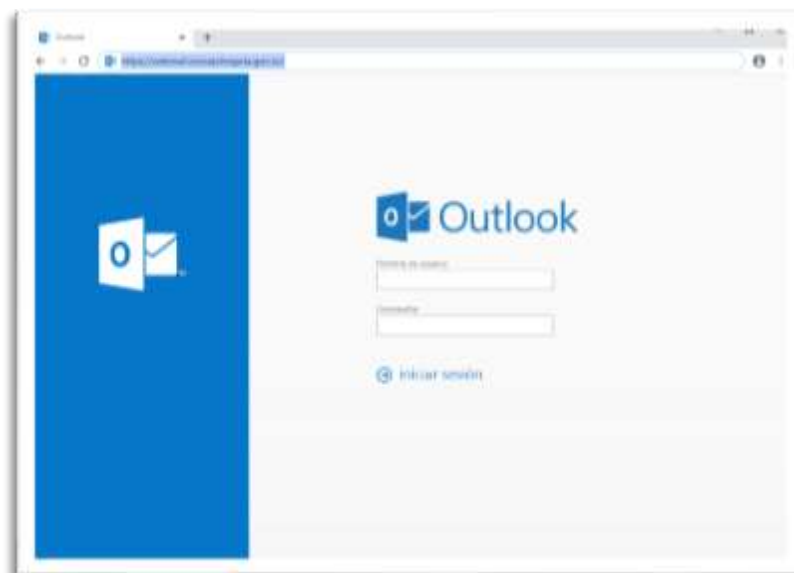 Outlook
O
O Outlook
Nombre de usuario
Contraseña
Iniciar sesión